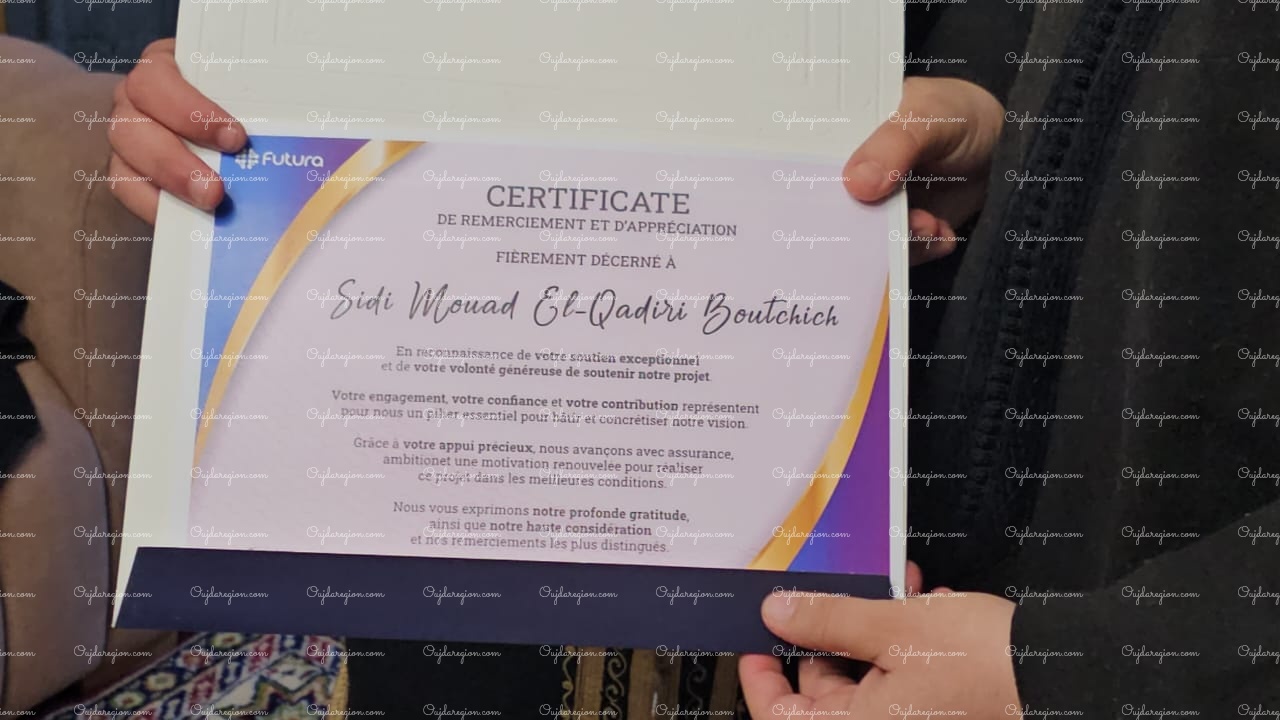 Futura
CERTIFICATE
DE REMERCIEMENT ET D'APPRÉCIATION
FIÈREMENT DÉCERNÉ À
Sidi Mouad El-Qadiri Boutchich
En reconnaissance de votre soutien exceptionnel
et de votre volonté généreuse de soutenir notre projet.
Votre engagement, votre confiance et votre contribution représentent
pour nous un pilier essentiel pour bâtir et concrétiser notre vision.
Grâce à votre appui précieux, nous avançons avec assurance,
ambitionet une motivation renouvelée pour réaliser
ce projet dans les meilleures conditions.
Nous vous exprimons notre profonde gratitude,
ainsi que notre haute considération
et nos remerciements les plus distingués.
Oujdaregion.com